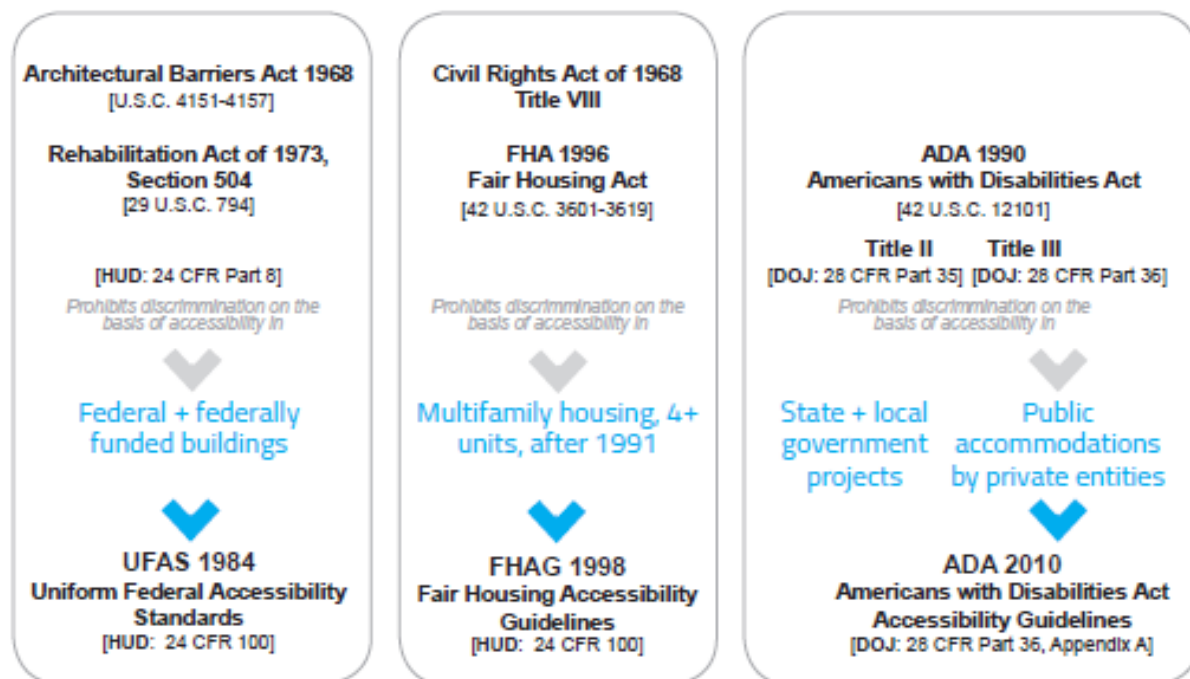 Architectural Barriers Act 1968
[U.S.C. 4151-4157]
Rehabilitation Act of 1973,
Section 504
[29 U.S.C. 794]
[HUD: 24 CFR Part 8]
Prohibits discrimmination on the
basis of accessibility in
Federal + federally
funded buildings
UFAS 1984
Uniform Federal Accessibility
Standards
[HUD: 24 CFR 100]
Civil Rights Act of 1968
Title VIII
FHA 1996
Fair Housing Act
[42 U.S.C. 3601-3619]
Prohibits discrimmination on the
basis of accessibility in
Multifamily housing, 4+
units, after 1991
FHAG 1998
Fair Housing Accessibility
Guidelines
[HUD: 24 CFR 100]
ADA 1990
Americans with Disabilities Act
[42 U.S.C. 12101]
Title II Title III
[DOJ: 28 CFR Part 35] [DOJ: 28 CFR Part 36]
Prohibits discrimmination on the
basis of accessibility in
State + local
government
projects
Public
accommodations
by private entities
ADA 2010
Americans with Disabilities Act
Accessibility Guidelines
[DOJ: 28 CFR Part 36, Appendix A]